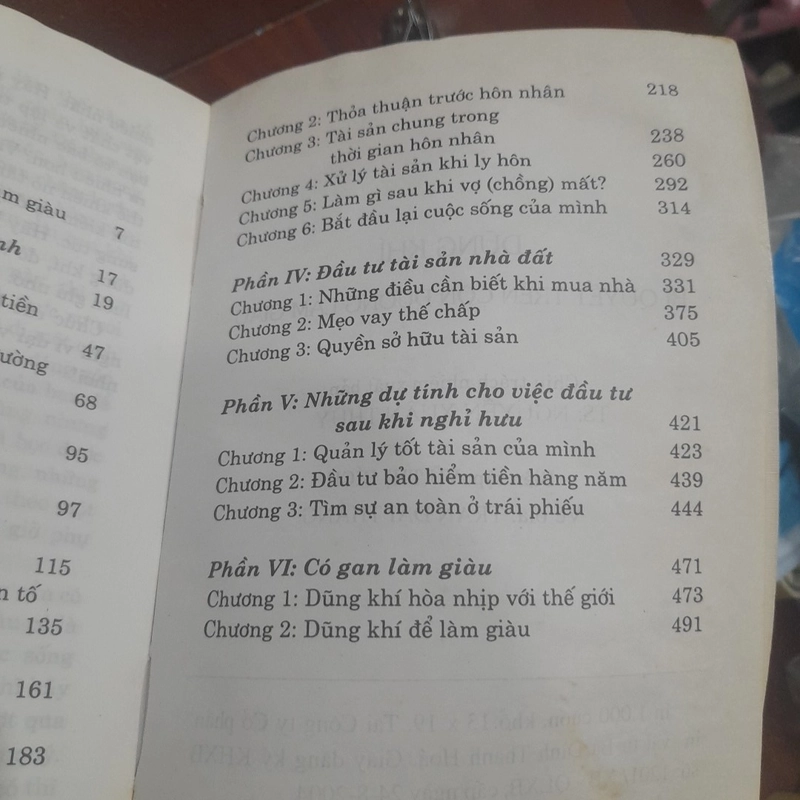 m giàu 7
nh 17
19
tiền
47
ường
68
95
97
115
n tố
135
161
183
Chương 2: Thỏa thuận trước hôn nhân 218
Chương 3: Tài sản chung trong
thời gian hôn nhân 238
Chương 4: Xử lý tài sản khi ly hôn 260
Chương 5: Làm gì sau khi vợ (chồng) mất? 292
Chương 6: Bắt đầu lại cuộc sống của mình 314
Phần IV: Đầu tư tài sản nhà đất 329
Chương 1: Những điều cần biết khi mua nhà 331
Chương 2: Mẹo vay thế chấp 375
Chương 3: Quyền sở hữu tài sản 405
Phần V: Những dự tính cho việc đầu tư
sau khi nghỉ hưu 421
Chương 1: Quản lý tốt tài sản của mình 423
Chương 2: Đầu tư bảo hiểm tiền hàng năm 439
Chương 3: Tìm sự an toàn ở trái phiếu 444
Phần VI: Có gan làm giàu 471
Chương 1: Dũng khí hòa nhịp với thế giới 473
Chương 2: Dũng khí để làm giàu 491